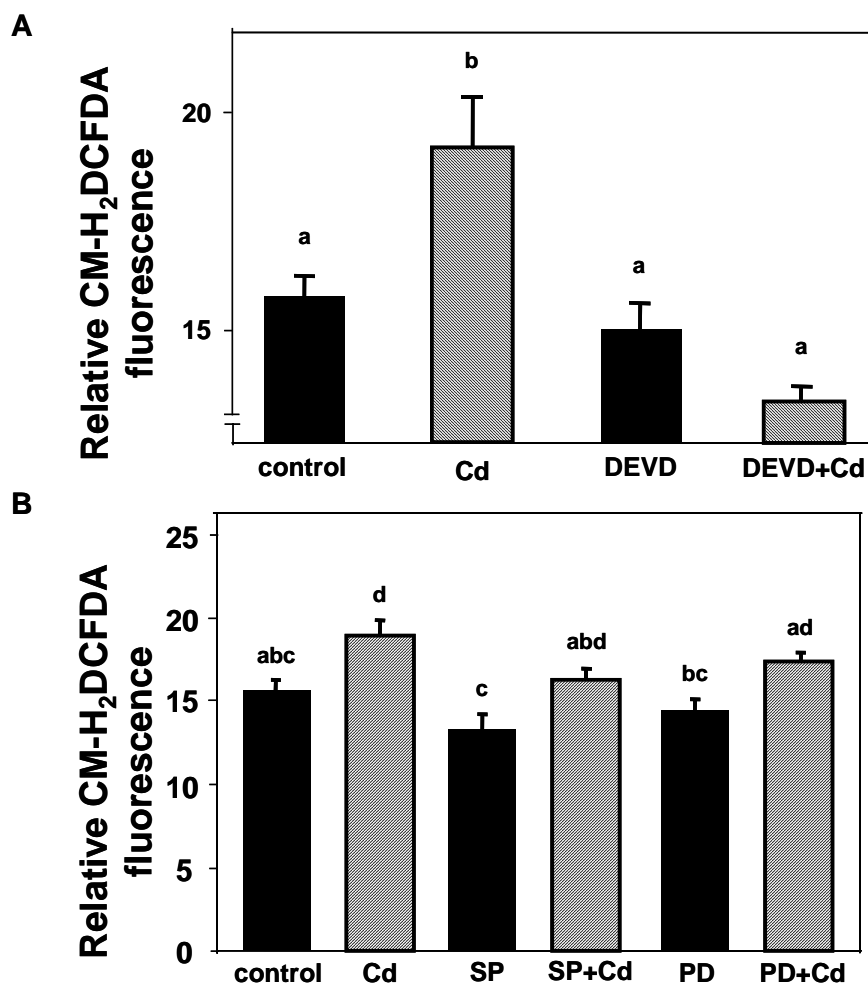 A
Relative CM-H₂DCFDA
fluorescence
20
15
b
a
a
a
control Cd DEVD DEVD+Cd
B
Relative CM-H₂DCFDA
fluorescence
25
20
15
10
5
0
d
abc
abd
ad
c
bc
control Cd SP SP+Cd PD PD+Cd